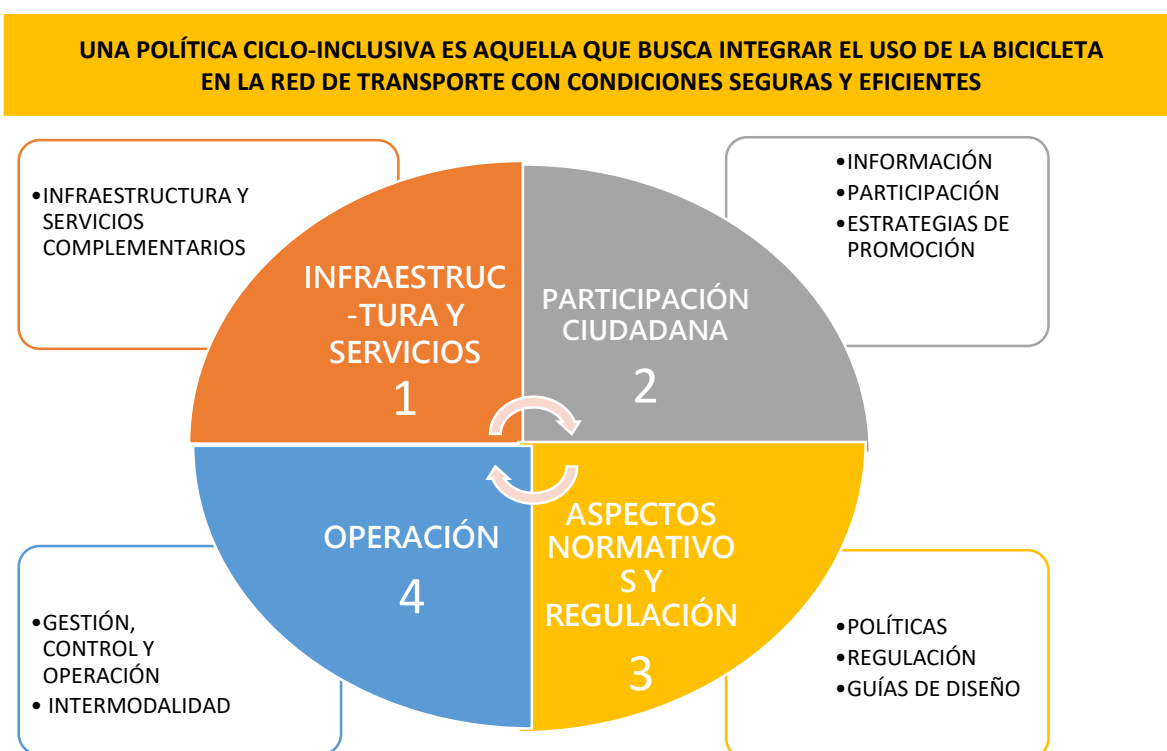 UNA POLÍTICA CICLO-INCLUSIVA ES AQUELLA QUE BUSCA INTEGRAR EL USO DE LA BICICLETA
EN LA RED DE TRANSPORTE CON CONDICIONES SEGURAS Y EFICIENTES
•INFRAESTRUCTURA Y
SERVICIOS
COMPLEMENTARIOS
INFRAESTRUC
-TURA Y
SERVICIOS
1
PARTICIPACIÓN
CIUDADANA
2
•INFORMACIÓN
•PARTICIPACIÓN
•ESTRATEGIAS DE
PROMOCIÓN
•GESTIÓN,
CONTROL Y
OPERACIÓN
• INTERMODALIDAD
OPERACIÓN
4
ASPECTOS
NORMATIVO
S Y
REGULACIÓN
3
•POLÍTICAS
•REGULACIÓN
•GUÍAS DE DISEÑO